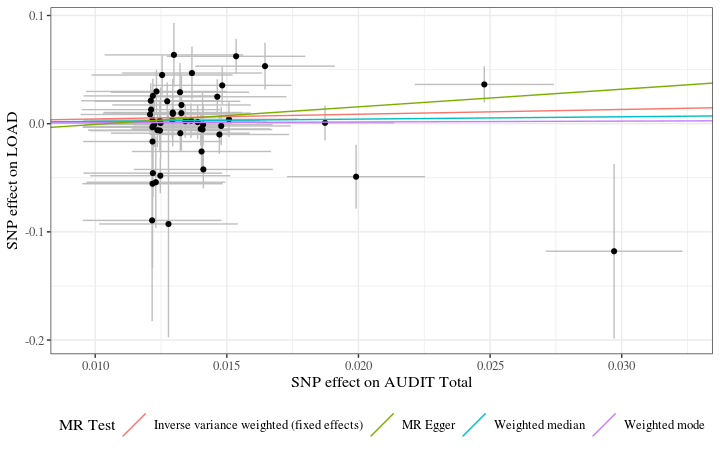 0.1
0.0
-0.1
-0.2
SNP effect on LOAD
0.010 0.015 0.020 0.025 0.030
SNP effect on AUDIT Total
MR Test Inverse variance weighted (fixed effects) MR Egger Weighted median Weighted mode